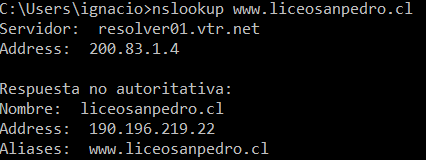 C:\Users\ignacio>nslookup www.liceosanpedro.cl
Servidor:  resolver01.vtr.net
Address:  200.83.1.4

Respuesta no autoritativa:
Nombre:  liceosanpedro.cl
Address:  190.196.219.22
Aliases:  www.liceosanpedro.cl